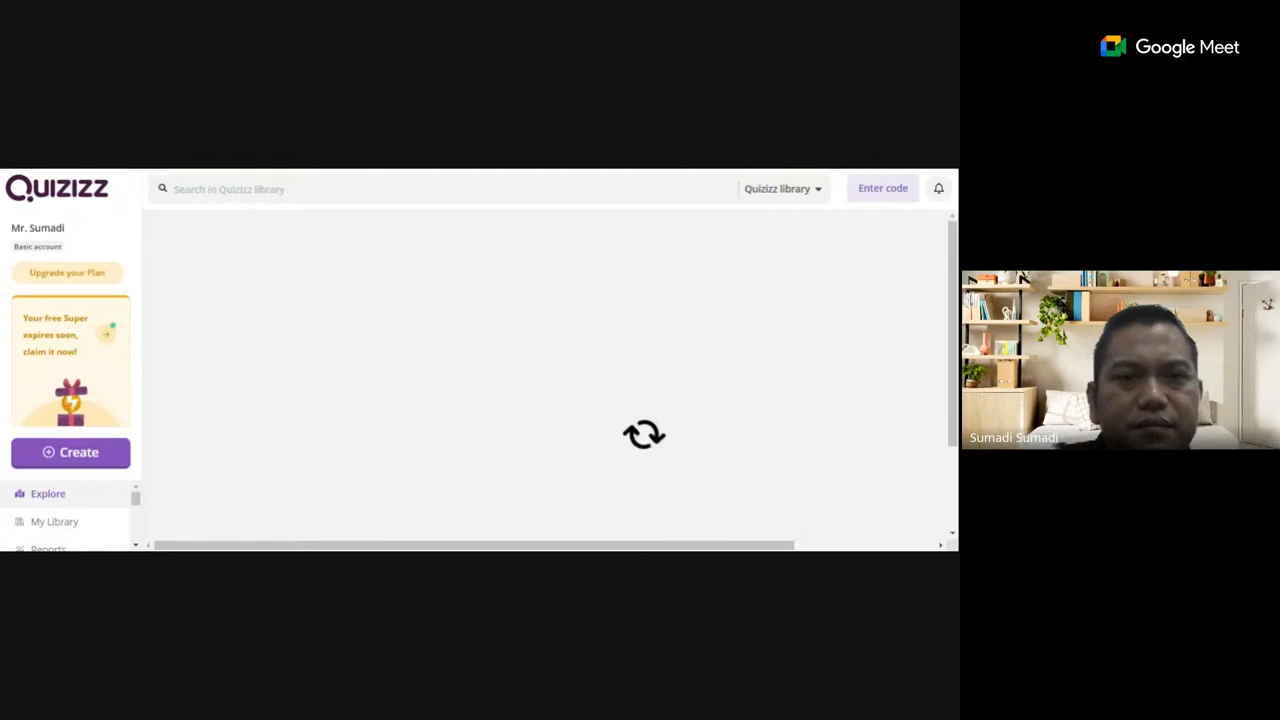 Google Meet
QUIZIZZ
Search in Quizizz library
Quizizz library
Enter code
Mr. Sumadi
Basic account
Upgrade your Plan
Your free Super
expires soon,
claim it now!
Create
Explore
My Library
Reports
Sumadi Sumadi